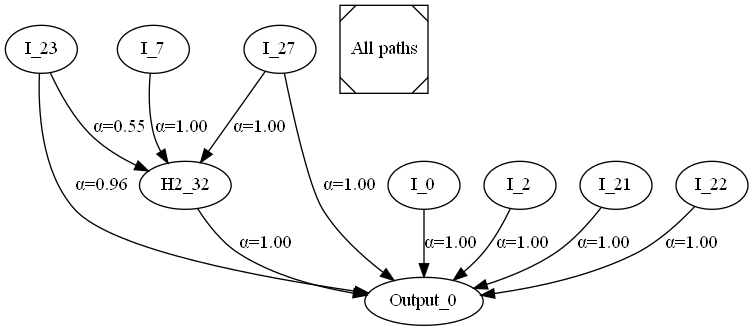 I_23
I_7
I_27
All paths
α=0.55
α=1.00
α=1.00
α=0.96
H2_32
α=1.00
I_0
I_2
I_21
I_22
α=1.00
α=1.00
α=1.00
α=1.00
α=1.00
Output_0